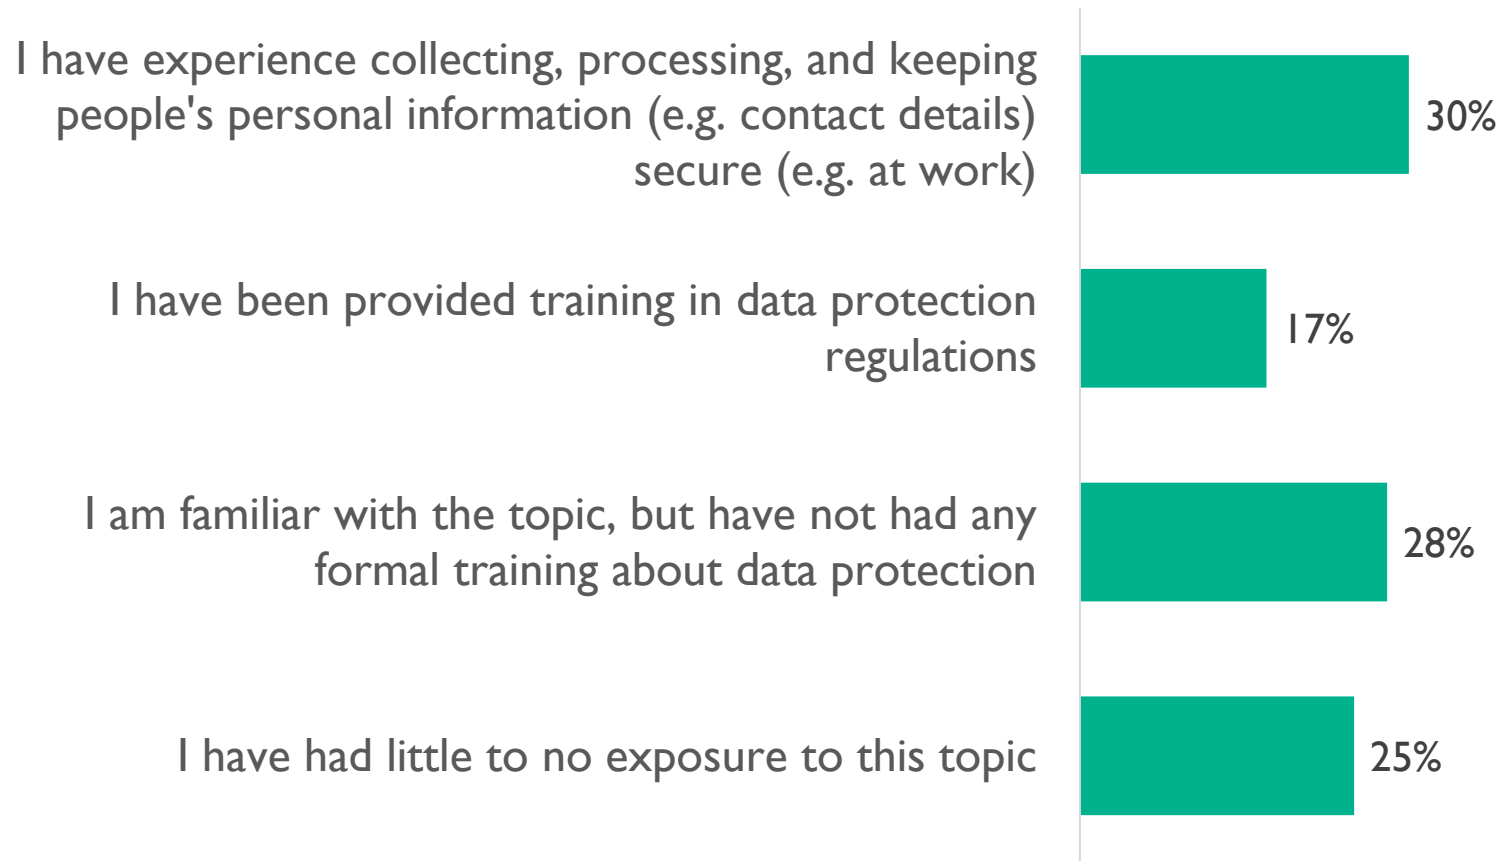 I have experience collecting, processing, and keeping
people's personal information (e.g. contact details)
secure (e.g. at work)
30%
I have been provided training in data protection
regulations
17%
I am familiar with the topic, but have not had any
formal training about data protection
28%
I have had little to no exposure to this topic
25%